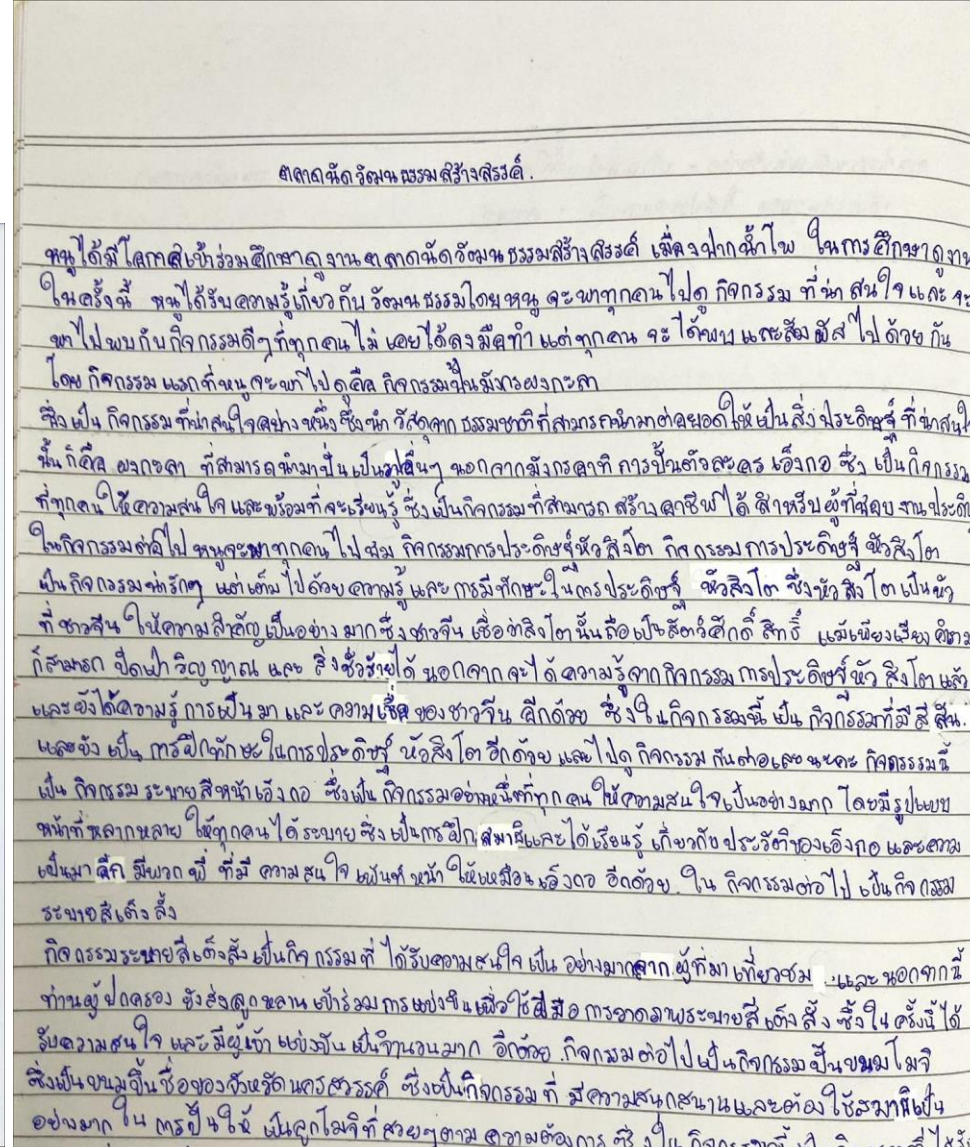 ตลาดนัดวัฒนธรรมสร้างสรรค์.
หนูได้มีโอกาสเข้าร่วมศึกษาดูงานตลาดนัดวัฒนธรรมสร้างสรรค์ เมืองปากน้ำโพ ในการศึกษาดูงาน
ในครั้งนี้ หนูได้รับความรู้เกี่ยวกับวัฒนธรรมโดยหนู จะพาทุกคนไปดู กิจกรรม ที่น่าสนใจและ จะ
พาไปพบกับกิจกรรมดีๆที่ทุกคนไม่เคยได้ลงมือทำ แต่ทุกคน จะ ได้พบ และสัมผัส ไปด้วย กัน
โดย กิจกรรม แรกที่หนูจะพาไปดูคือ กิจกรรมปั้นมังกรผงกะลา
ซึ่งเป็น กิจกรรม ที่น่าสนใจอย่างหนึ่ง ซึ่งนำ วัสดุจาก ธรรมชาติที่สามารถนำมาต่อยอดให้เป็นสิ่งประดิษฐ์ ที่น่าสนใจ
นั้นก็คือ ผงกะลา ที่สามารถนำมาปั้นเป็นรูปอื่นๆ นอกจากมังกรอาทิ การปั้นตัวละคร เอ็งกอ ซึ่ง เป็นกิจกรรม
ที่ทุกคนให้ความสนใจ และพร้อมที่จะเรียนรู้ ซึ่งเป็นกิจกรรมที่สามารถ สร้างอาชีพ ได้ สำหรับผู้ที่ชอบ งานประดิ
ในกิจกรรมต่อไป หนูจะพาทุกคนไปชม กิจกรรมการประดิษฐ์หัวสิงโต กิจกรรม การประดิษฐ์ หัวสิงโต
เป็นกิจกรรมน่ารักๆ แต่เต็มไปด้วย ความรู้ และ การมีทักษะในการประดิษฐ์ หัวสิงโต ซึ่งหัวสิงโตเป็นหัว
ที่ชาวจีน ให้ความสำคัญเป็นอย่าง มากซึ่งชาวจีน เชื่อว่าสิงโตนั้นถือเป็นสัตว์ศักดิ์สิทธิ์ แม้เพียงเสียงคำราม
ก็สามารถ ปัดเป่า วิญญาณ และ สิ่งชั่วร้ายได้ นอกจากจะได้ความรู้จากกิจกรรม การประดิษฐ์หัว สิงโตแล้ว
และยังได้ความรู้ การเป็นมา และ ความเชื่อของชาวจีน อีกด้วย ซึ่งในกิจกรรมนี้ เป็น กิจกรรมที่มี สี สัน.
และยัง เป็น การฝึกทักษะในการประดิษฐ์ หัวสิงโต อีกด้วย และไปดู กิจกรรม กันต่อเลยนะคะ กิจกรรมนี้
เป็น กิจกรรม ระบายสีหน้าเอ็งกอ ซึ่งเป็น กิจกรรมอย่างหนึ่งที่ทุกคน ให้ความสนใจเป็นอย่างมาก โดยมีรูปแบบ
หน้าที่หลากหลาย ให้ทุกคนได้ระบาย ซึ่ง เป็นการฝึก สมาธิและได้เรียนรู้ เกี่ยวกับ ประวัติของเอ็งกอ และความ
เป็นมา อีก มีพวก พี่ ที่มี ความสนใจ เพ้นท์ หน้า ให้เหมือนเอ็งกอ อีกด้วย. ใน กิจกรรมต่อไป เป็นกิจกรรม
ระบายสีเต็งลั้ง
กิจกรรมระบายสีเต็งลั้งเป็นกิจกรรมที่ ได้รับความสนใจเป็น อย่างมากจาก ผู้ที่มาเที่ยวชม และ นอกจากนี้
ท่านผู้ปกครอง ยังส่งลูกหลาน เข้าร่วม การแข่งขันเพื่อใช้ฝีมือ การวาดภาพระบายสี เต็งลั้ง ซึ่งในครั้งนี้ได้
รับความสนใจ และมีผู้เข้า แข่งขัน เป็นจำนวนมาก อีกด้วย. กิจกรรมต่อไปเป็นกิจกรรมปั้นขนมโมจิ
ซึ่งเป็นขนมขึ้นชื่อของจังหวัดนครสวรรค์ ซึ่งเป็นกิจกรรมที่ มีความสนุกสนานและต้องใช้สมาธิเป็น
อย่างมาก ใน การปั้นให้ เป็นลูกโมจิที่สวยๆตาม ความต้องการ ซึ่งใน